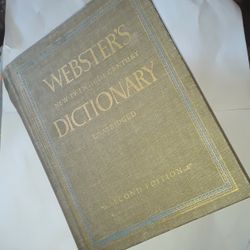 WEBSTER'S
NEW TWENTIETH CENTURY
DICTIONARY
UNABRIDGED
SECOND EDITION